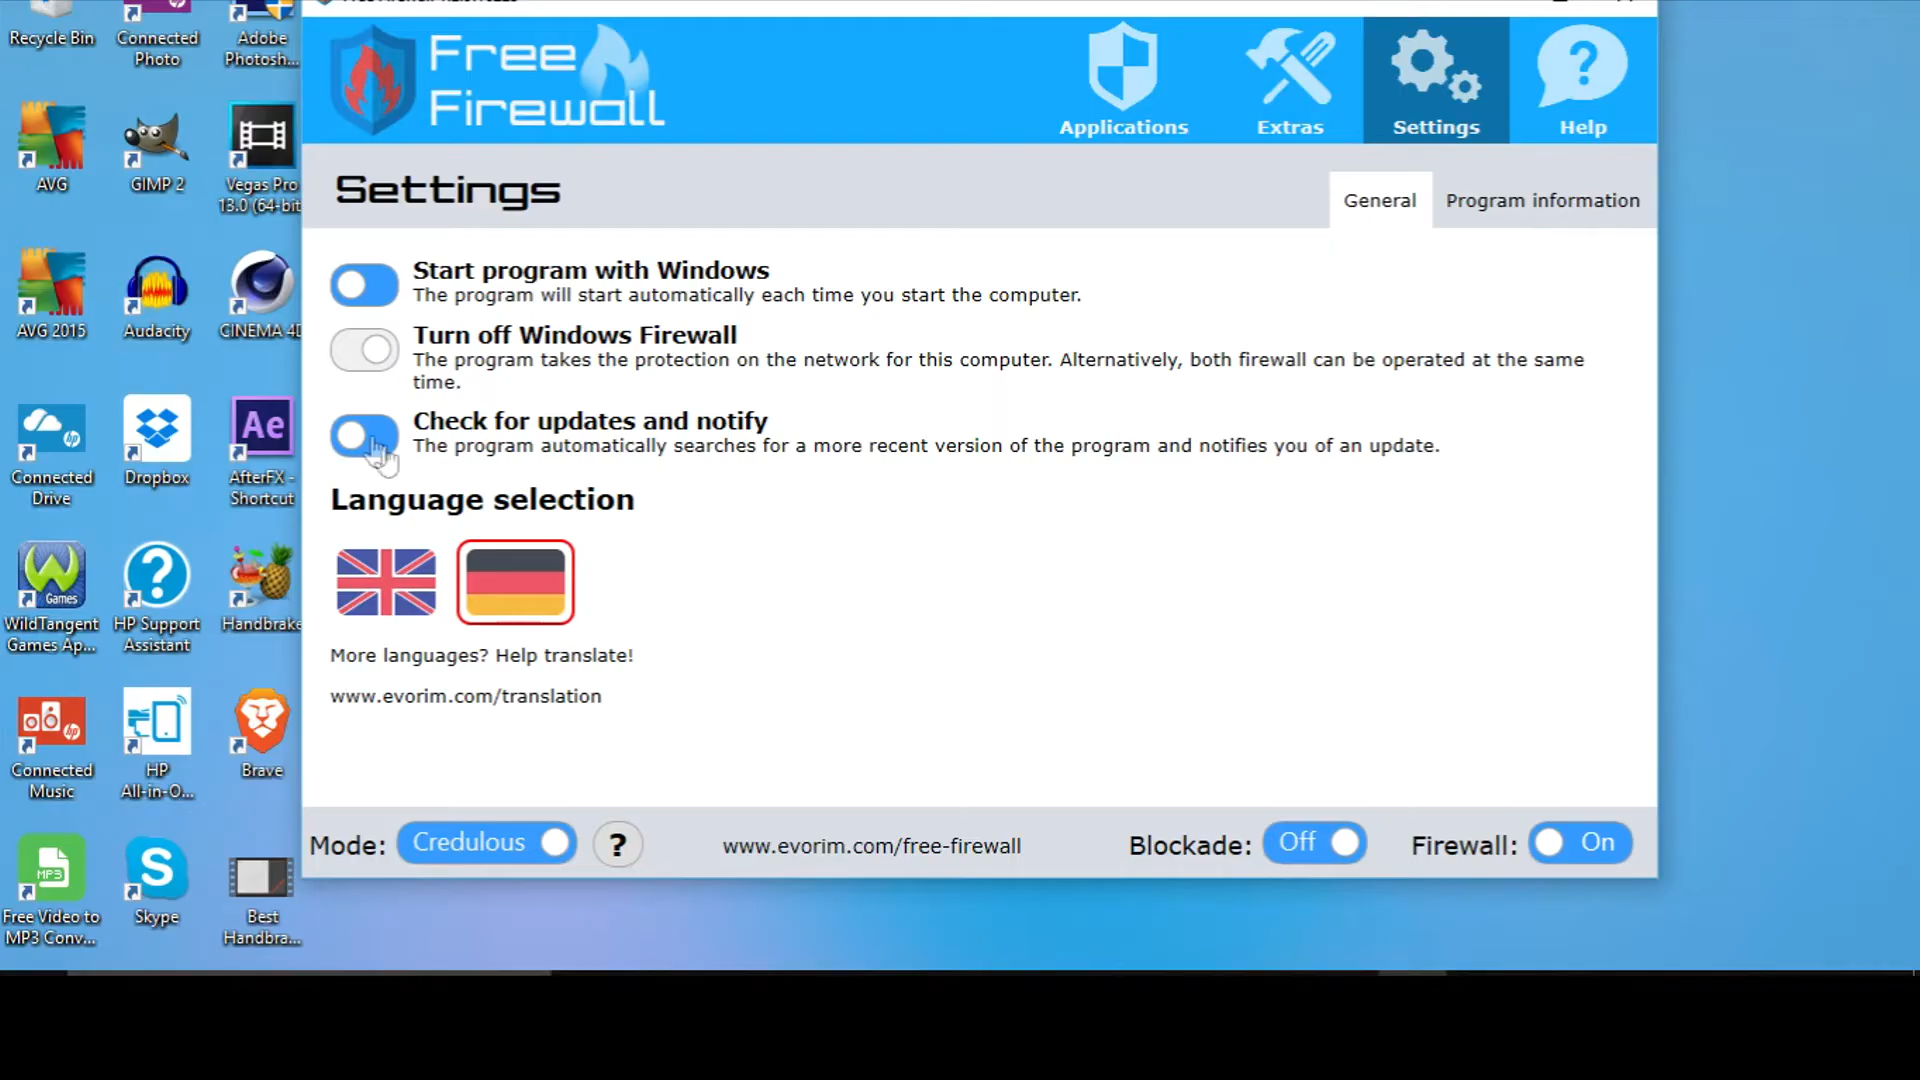 Recycle Bin
Connected
Photo
Adobe
Photosh...
AVG
GIMP 2
Vegas Pro
13.0 (64-bit
AVG 2015
Audacity
CINEMA 4D
Connected
Drive
Dropbox
Ae
AfterFX -
Shortcut
Games
WildTangent
Games Ap...
HP Support
Assistant
Handbrake
Connected
Music
HP
All-in-O...
Brave
MP3
Free Video to
MP3 Conv...
Skype
Best
Handbra...
Free
Firewall
Applications
Extras
Settings
Help
Settings
General
Program information
Start program with Windows
The program will start automatically each time you start the computer.
Turn off Windows Firewall
The program takes the protection on the network for this computer. Alternatively, both firewall can be operated at the same
time.
Check for updates and notify
The program automatically searches for a more recent version of the program and notifies you of an update.
Language selection
More languages? Help translate!
www.evorim.com/translation
Mode: Credulous ?
www.evorim.com/free-firewall
Blockade: Off
Firewall: On